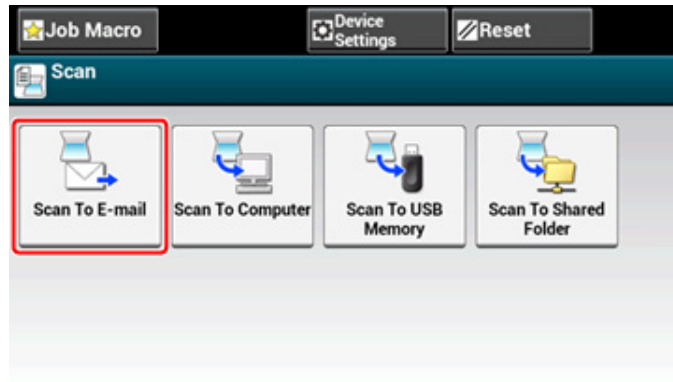 Job Macro
Device
Settings
Reset
Scan
Scan To E-mail
Scan To Computer
Scan To USB
Memory
Scan To Shared
Folder